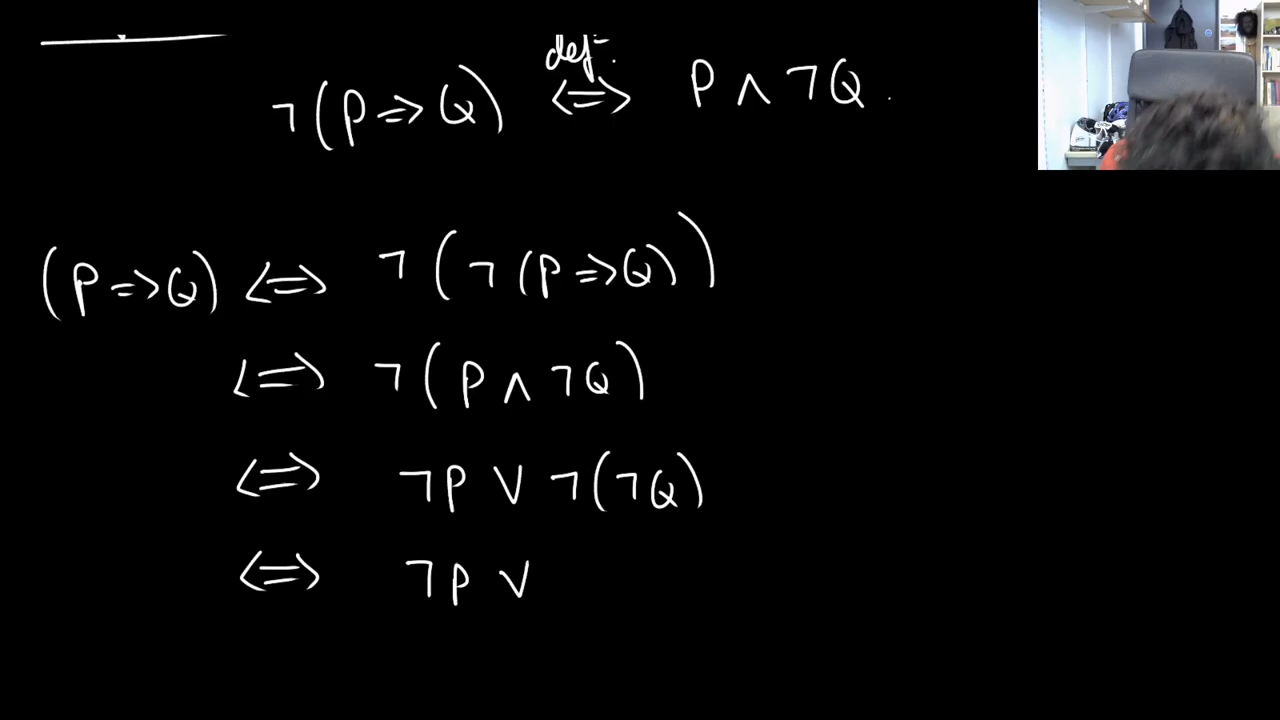 def:
¬(P => Q) <=> P ∧ ¬Q .
(P => Q) <=> ¬(¬(P => Q))
<=> ¬(P ∧ ¬Q)
<=> ¬P ∨ ¬(¬Q)
<=> ¬P ∨